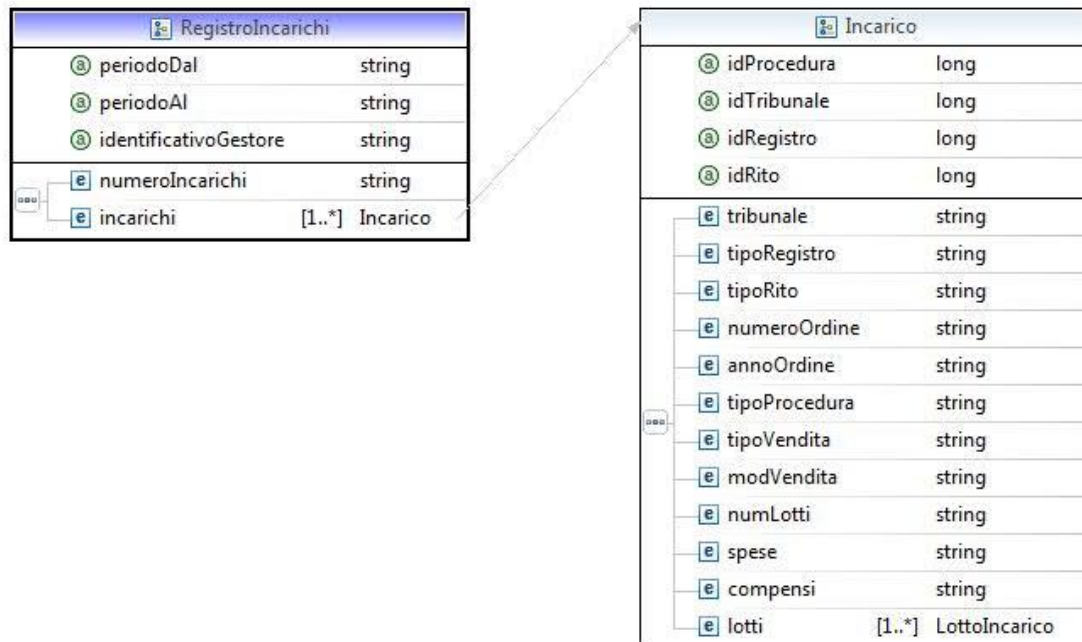 RegistroIncarichi
a periodoDal string
a periodoAl string
a identificativoGestore string
e numeroIncarichi string
e incarichi [1..*] Incarico
Incarico
a idProcedura long
a idTribunale long
a idRegistro long
a idRito long
e tribunale string
e tipoRegistro string
e tipoRito string
e numeroOrdine string
e annoOrdine string
e tipoProcedura string
e tipoVendita string
e modVendita string
e numLotti string
e spese string
e compensi string
e lotti [1..*] LottoIncarico